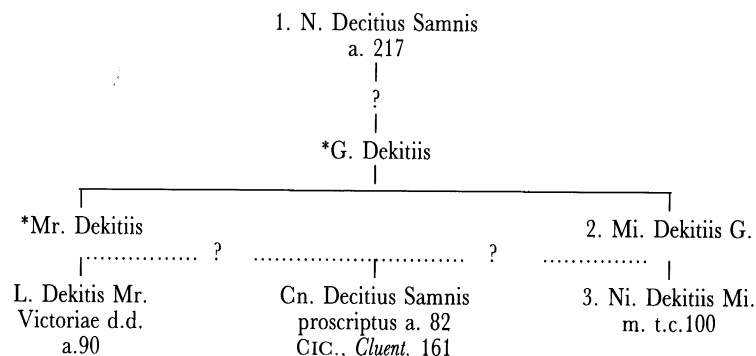 1. N. Decitius Samnis
a. 217
?
*G. Dekitiis
*Mr. Dekitiis
2. Mi. Dekitiis G.
? ?
L. Dekitis Mr.
Victoriae d.d.
a.90
Cn. Decitius Samnis
proscriptus a. 82
CIC., Cluent. 161
3. Ni. Dekitiis Mi.
m. t.c.100